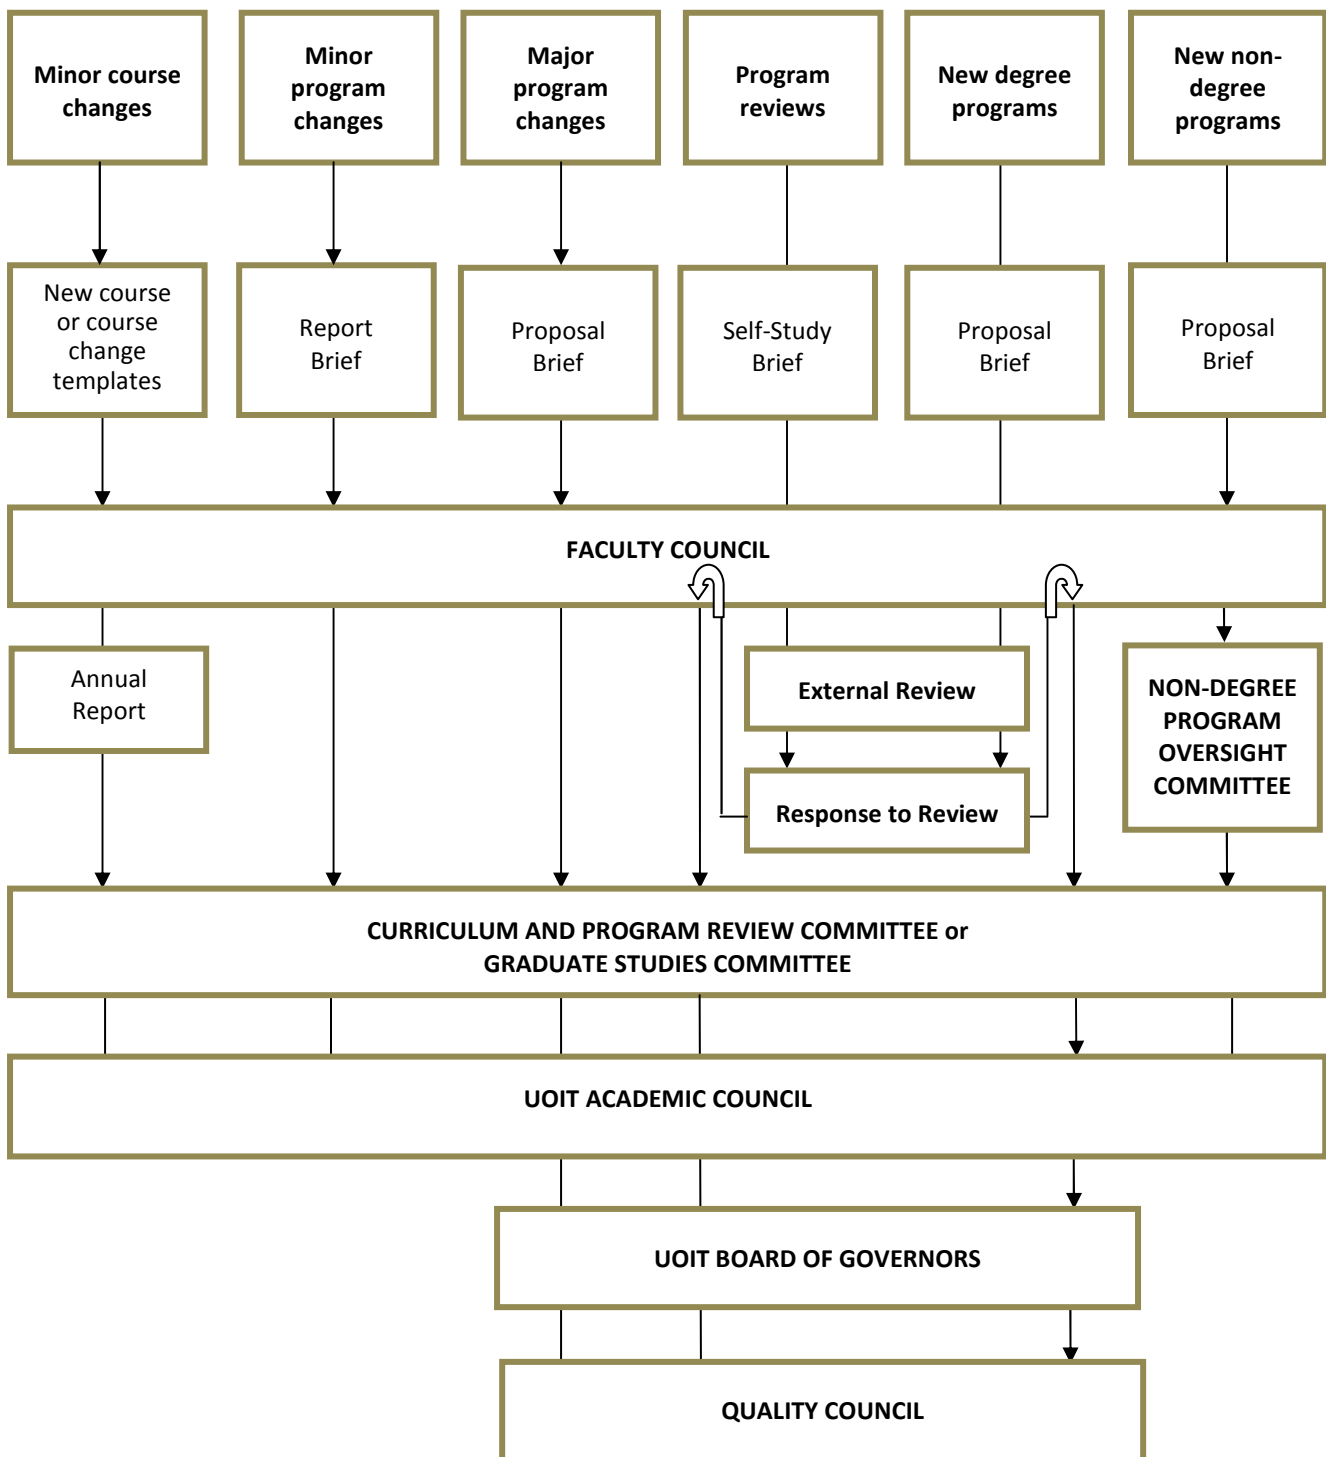 Minor course
changes
Minor
program
changes
Major
program
changes
Program
reviews
New degree
programs
New non-
degree
programs
New course
or course
change
templates
Report
Brief
Proposal
Brief
Self-Study
Brief
Proposal
Brief
Proposal
Brief
FACULTY COUNCIL
Annual
Report
External Review
Response to Review
NON-DEGREE
PROGRAM
OVERSIGHT
COMMITTEE
CURRICULUM AND PROGRAM REVIEW COMMITTEE or
GRADUATE STUDIES COMMITTEE
UOIT ACADEMIC COUNCIL
UOIT BOARD OF GOVERNORS
QUALITY COUNCIL